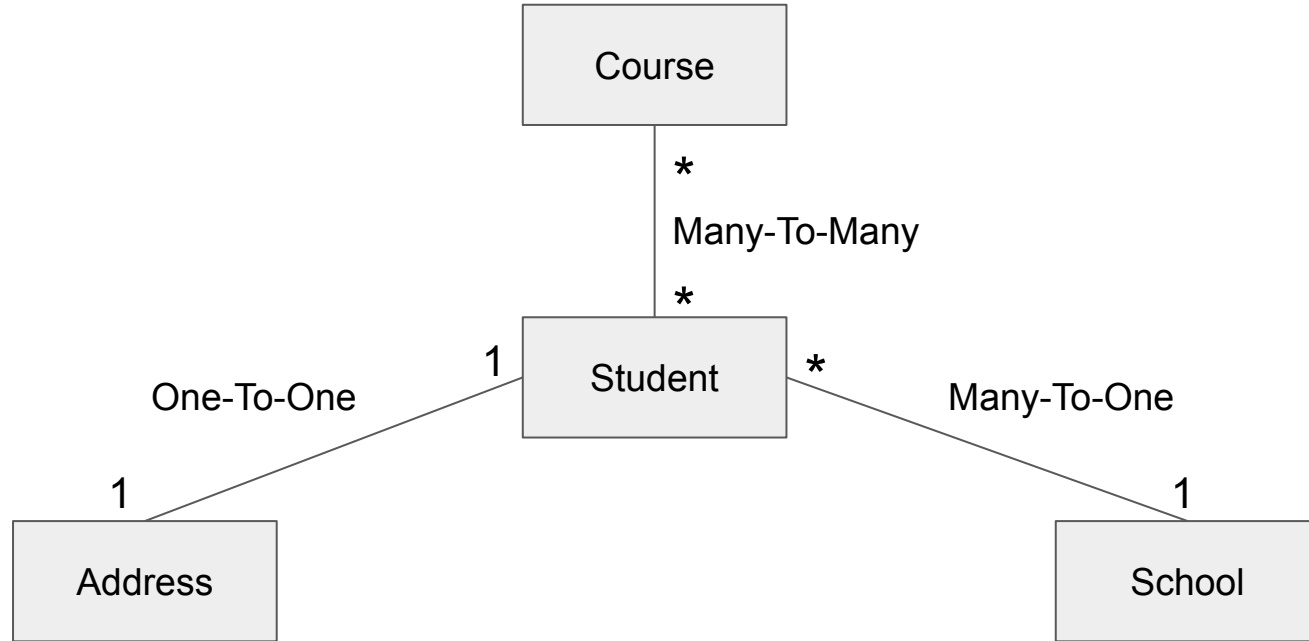 Course
*
Many-To-Many
*
1
Student
*
One-To-One
Many-To-One
1
1
Address
School